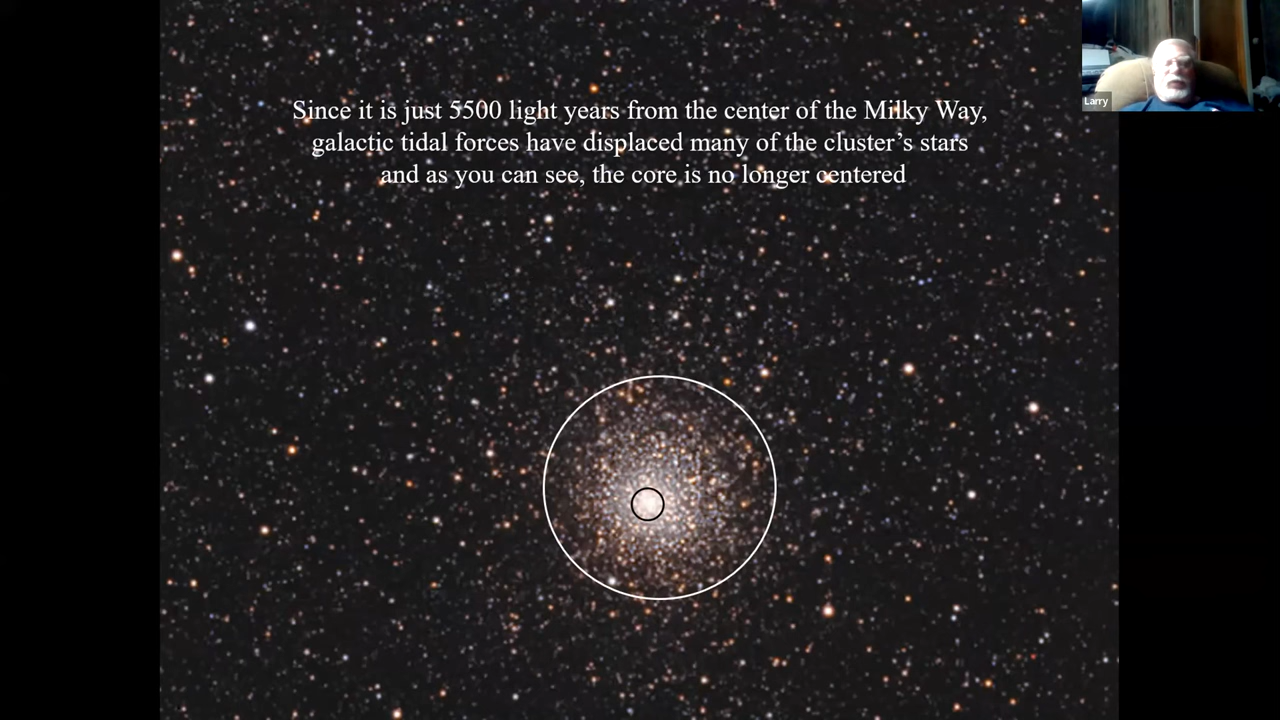 Since it is just 5500 light years from the center of the Milky Way,
galactic tidal forces have displaced many of the cluster’s stars
and as you can see, the core is no longer centered
Larry